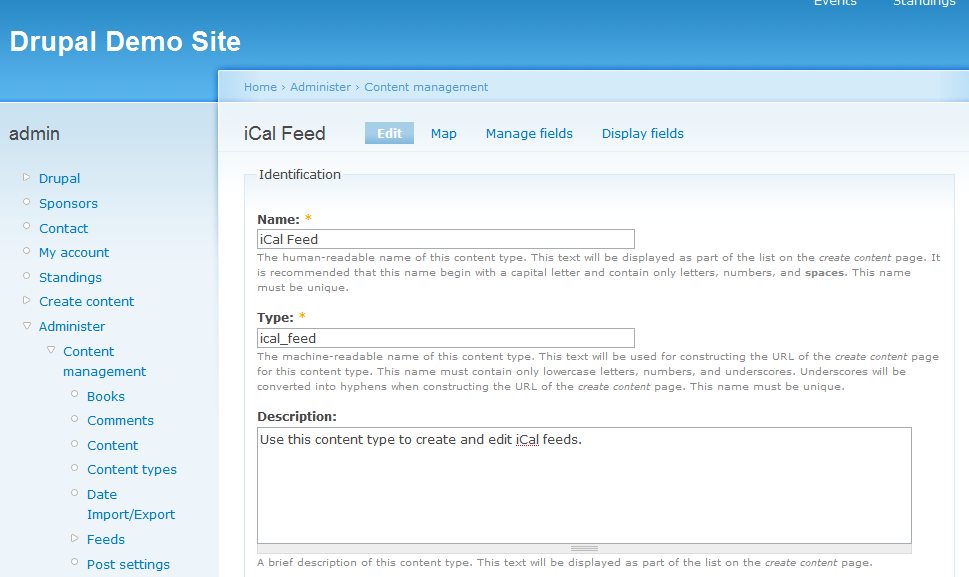 Events Standings
Drupal Demo Site
Home › Administer › Content management
admin
Drupal
Sponsors
Contact
My account
Standings
Create content
Administer
Content
management
Books
Comments
Content
Content types
Date
Import/Export
Feeds
Post settings
iCal Feed Edit Map Manage fields Display fields
Identification
Name: *
iCal Feed
The human-readable name of this content type. This text will be displayed as part of the list on the create content page. It
is recommended that this name begin with a capital letter and contain only letters, numbers, and spaces. This name
must be unique.
Type: *
ical_feed
The machine-readable name of this content type. This text will be used for constructing the URL of the create content page
for this content type. This name must contain only lowercase letters, numbers, and underscores. Underscores will be
converted into hyphens when constructing the URL of the create content page. This name must be unique.
Description:
Use this content type to create and edit iCal feeds.
A brief description of this content type. This text will be displayed as part of the list on the create content page.